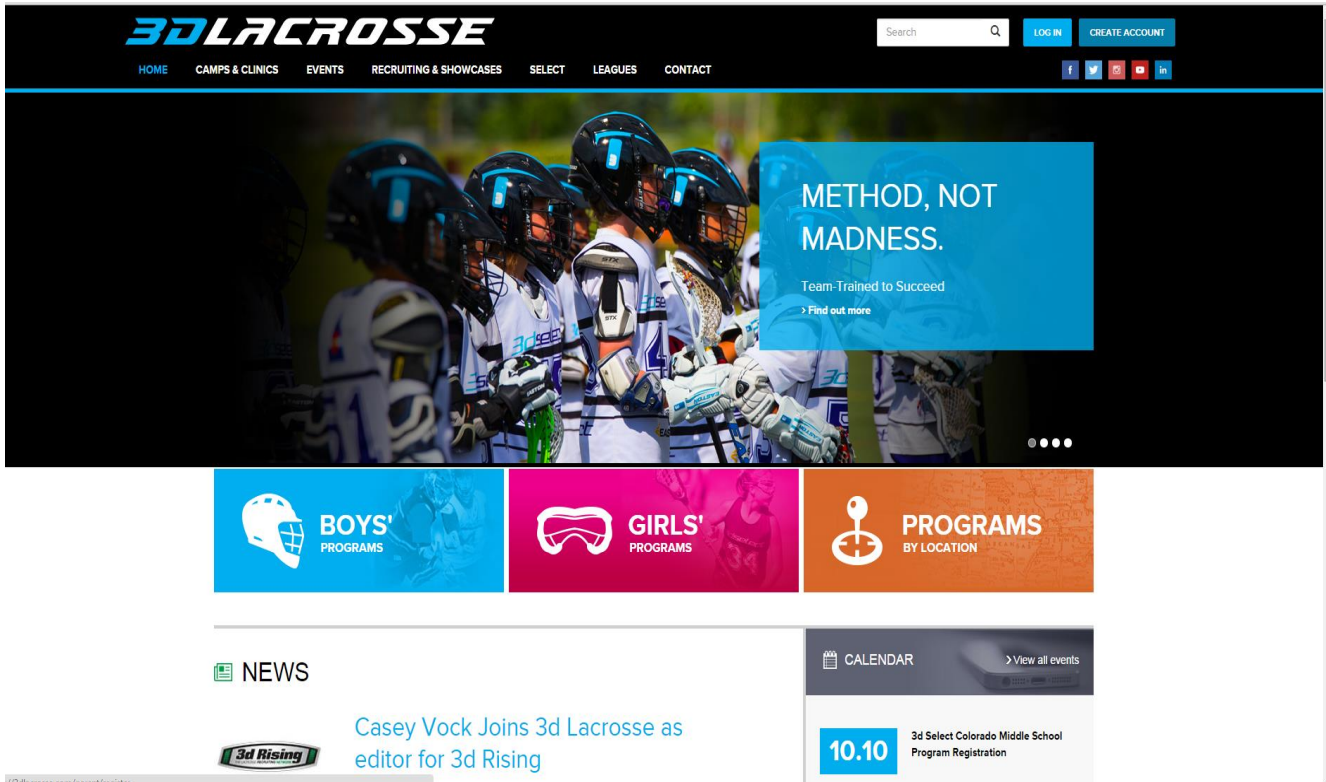 3DLACROSSE
Search
LOG IN
CREATE ACCOUNT
HOME CAMPS & CLINICS EVENTS RECRUITING & SHOWCASES SELECT LEAGUES CONTACT
METHOD, NOT
MADNESS.
Team-Trained to Succeed
> Find out more
STX
STX
BOYS'
PROGRAMS
GIRLS'
PROGRAMS
PROGRAMS
BY LOCATION
NEWS
CALENDAR
> View all events
Casey Vock Joins 3d Lacrosse as
editor for 3d Rising
3d Rising
10.10
3d Select Colorado Middle School
Program Registration